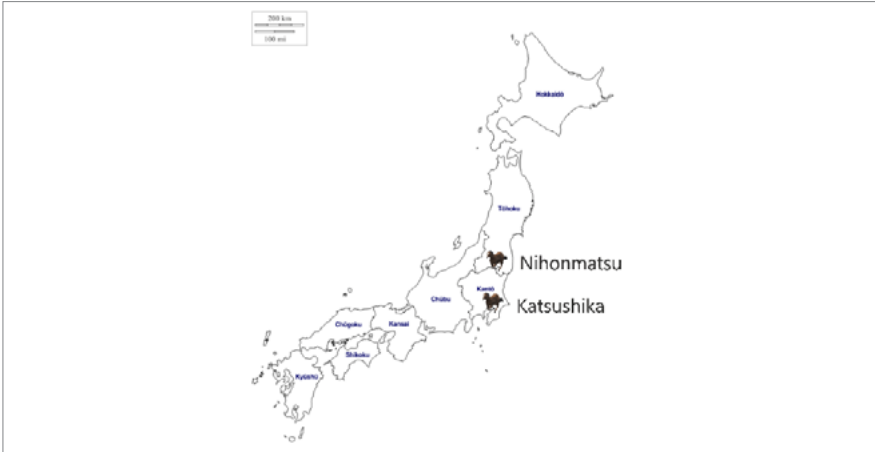 200 km
100 mi
Hokkaidō
Tōhoku
Nihonmatsu
Kantō
Chūbu
Katsushika
Chūgoku
Kansai
Shikoku
Kyūshū